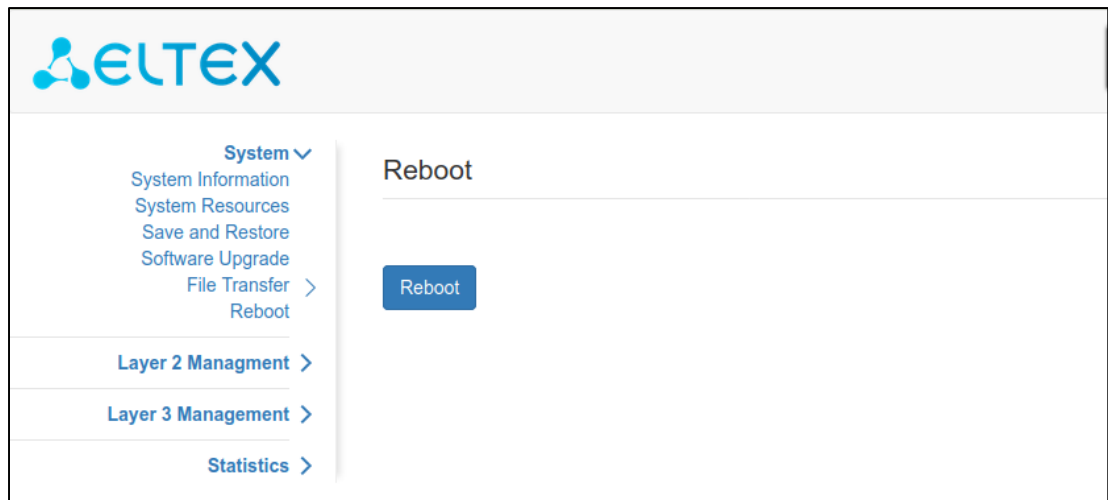 ELTEX
System
System Information
System Resources
Save and Restore
Software Upgrade
File Transfer
Reboot
Layer 2 Managment
Layer 3 Management
Statistics
Reboot
Reboot